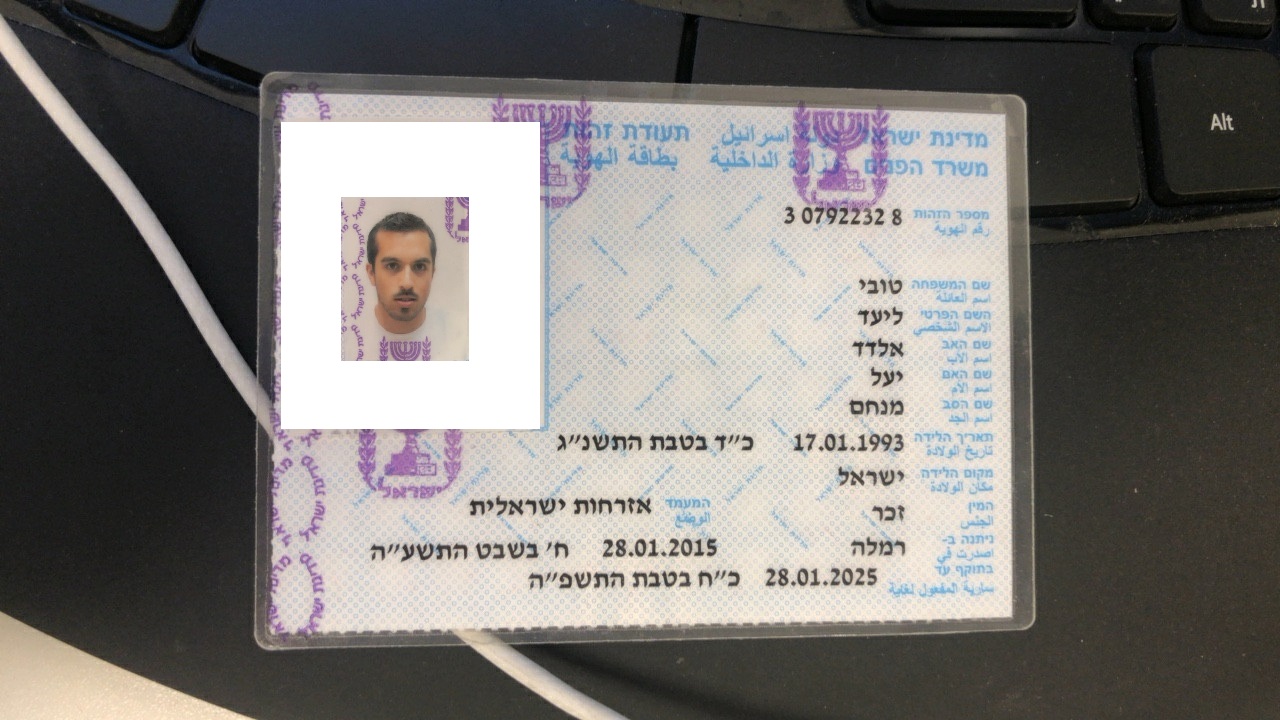 מדינת ישראל دولة اسرائيل תעודת זהות
משרד הפנים وزارة الداخلية بطاقة الهوية
מספר הזהות 3 0792232 8
رقم الهوية
שם המשפחה טובי
اسم العائلة
השם הפרטי ליעד
الاسم الشخصي
שם האב אלדד
اسم الاب
שם האם יעל
اسم الام
שם הסב מנחם
اسم الجد
תאריך הלידה 17.01.1993 כ״ד בטבת התשנ״ג
تاريخ الولادة
מקום הלידה ישראל
مكان الولادة
המין זכר המעמד אזרחות ישראלית
الجنس الوضع
ניתנה ב- רמלה 28.01.2015 ח׳ בשבט התשע״ה
اصدرت في
בתוקף עד 28.01.2025 כ״ח בטבת התשפ״ה
سارية المفعول لغاية
ישראל
Alt